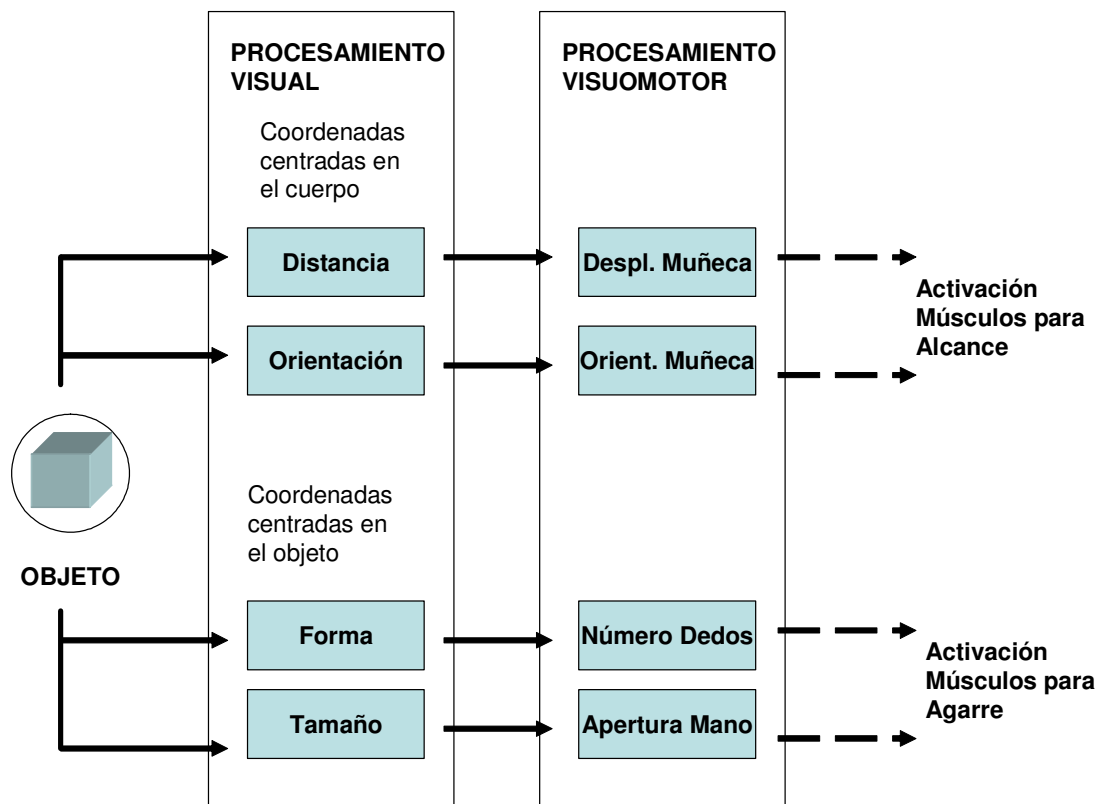 PROCESAMIENTO
VISUAL
PROCESAMIENTO
VISUOMOTOR
Coordenadas
centradas en
el cuerpo
Distancia
Despl. Muñeca
Activación
Músculos para
Alcance
Orientación
Orient. Muñeca
OBJETO
Coordenadas
centradas en
el objeto
Forma
Número Dedos
Activación
Músculos para
Agarre
Tamaño
Apertura Mano